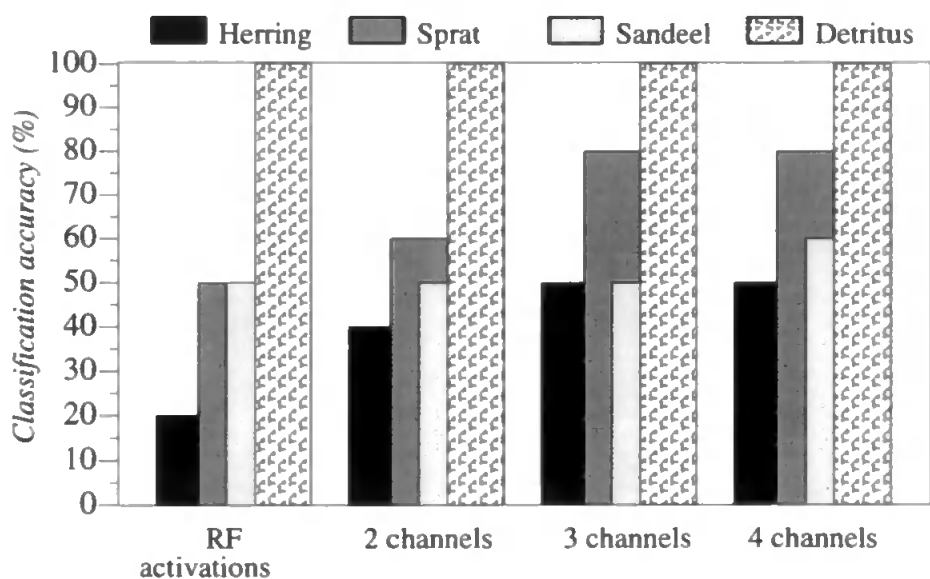 Herring Sprat Sandeel Detritus
Classification accuracy (%)
100
90
80
70
60
50
40
30
20
10
0
RF activations
2 channels
3 channels
4 channels